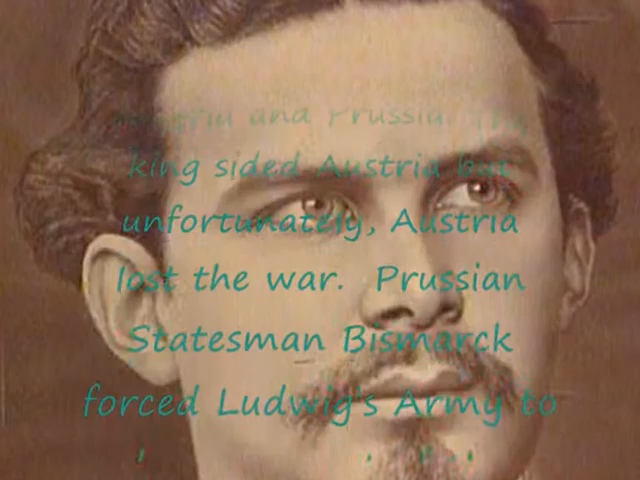 and Prussia. The
king sided Austria but
unfortunately, Austria
lost the war. Prussian
Statesman Bismarck
forced Ludwig's Army to